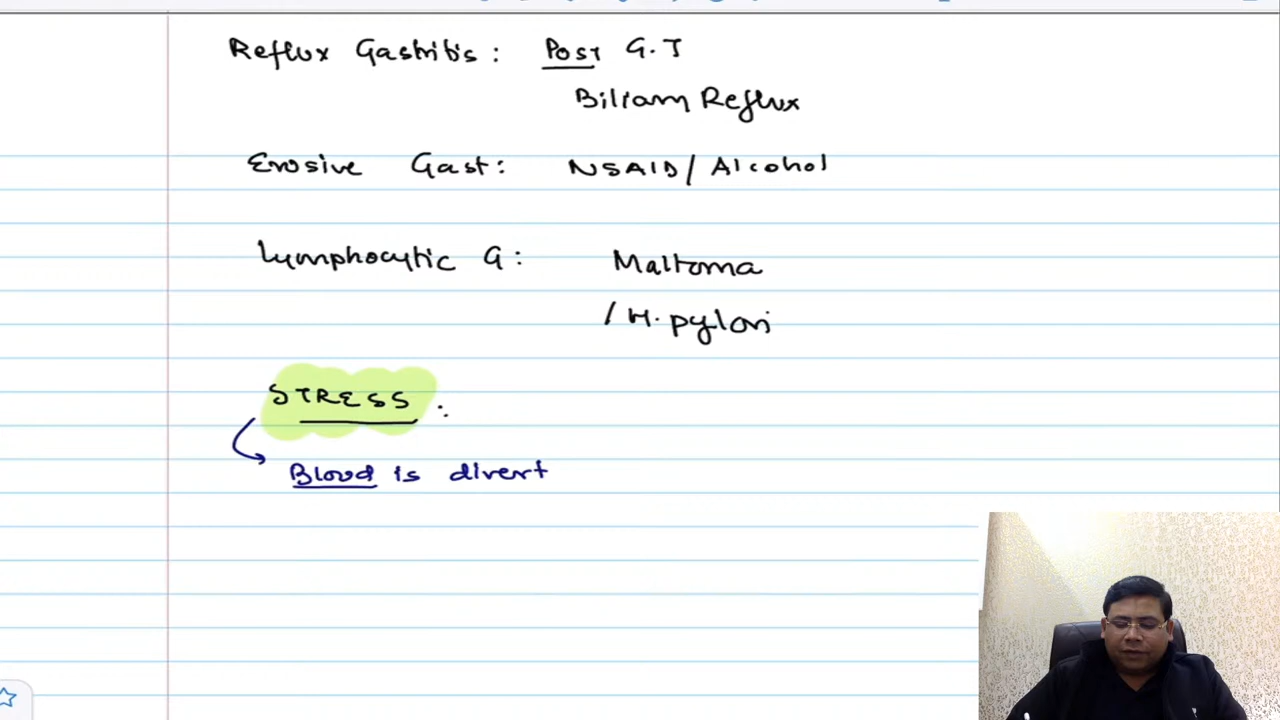 Reflux Gastritis : Post G.J
Biliary Reflux
Erosive Gast : NSAID/ Alcohol
Lymphocytic G : Maltoma
/ H. pylori
STRESS :
Blood is divert